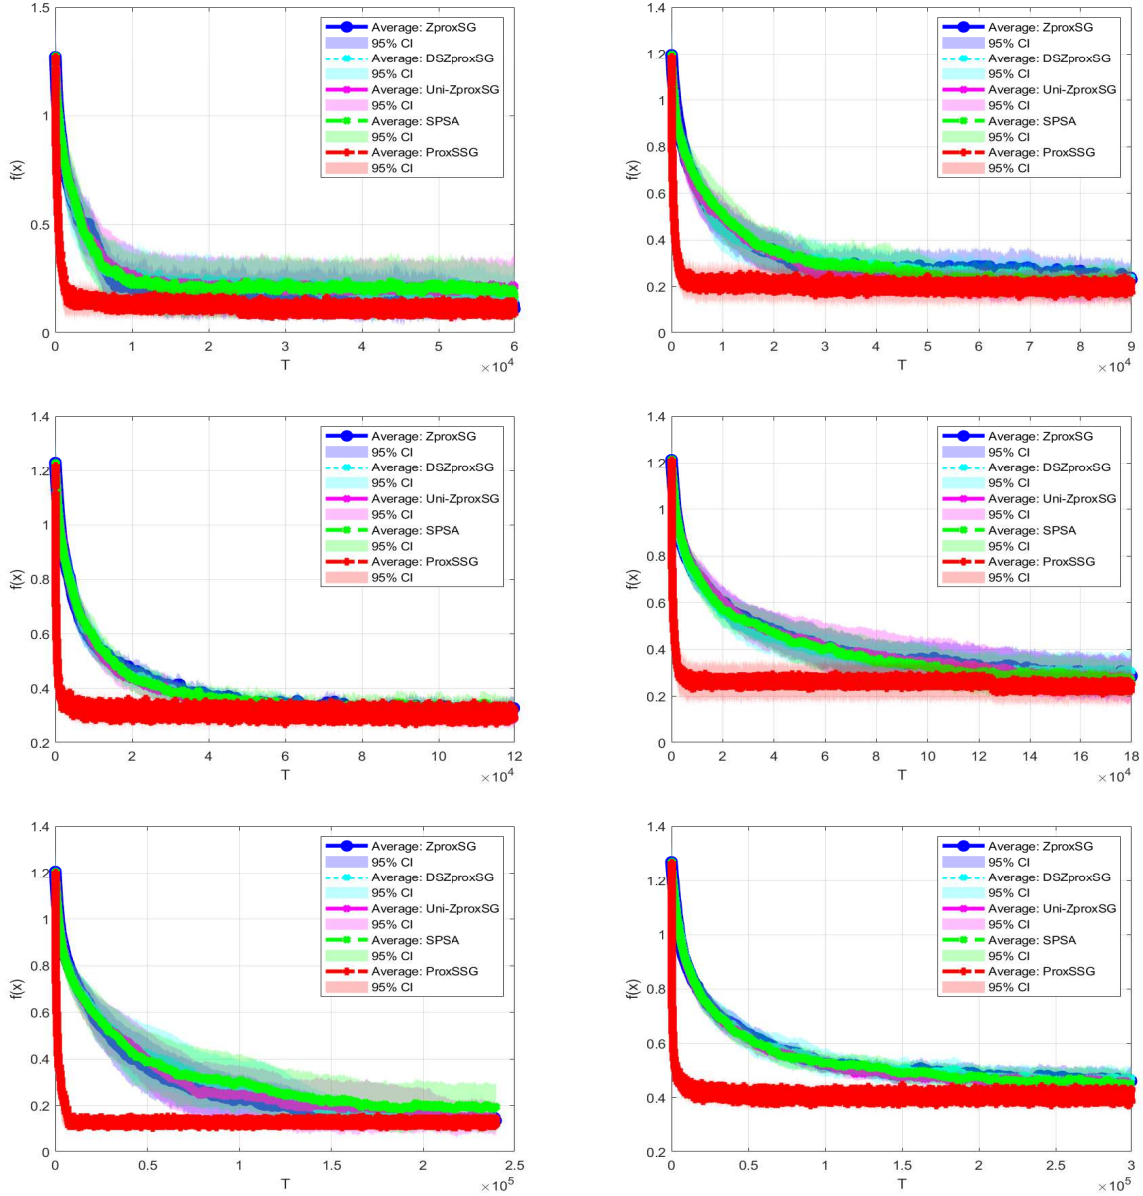 1.5
1
0.5
0
f(x)
0 1 2 3 4 5 6
T
×10⁴
Average: ZproxSG
95% CI
Average: DSZproxSG
95% CI
Average: Uni-ZproxSG
95% CI
Average: SPSA
95% CI
Average: ProxSSG
95% CI
1.4
1.2
1
0.8
0.6
0.4
0.2
0
f(x)
0 1 2 3 4 5 6 7 8 9
T
×10⁴
Average: ZproxSG
95% CI
Average: DSZproxSG
95% CI
Average: Uni-ZproxSG
95% CI
Average: SPSA
95% CI
Average: ProxSSG
95% CI
1.4
1.2
1
0.8
0.6
0.4
0.2
f(x)
0 2 4 6 8 10 12
T
×10⁴
Average: ZproxSG
95% CI
Average: DSZproxSG
95% CI
Average: Uni-ZproxSG
95% CI
Average: SPSA
95% CI
Average: ProxSSG
95% CI
1.4
1.2
1
0.8
0.6
0.4
0.2
0
f(x)
0 2 4 6 8 10 12 14 16 18
T
×10⁴
Average: ZproxSG
95% CI
Average: DSZproxSG
95% CI
Average: Uni-ZproxSG
95% CI
Average: SPSA
95% CI
Average: ProxSSG
95% CI
1.4
1.2
1
0.8
0.6
0.4
0.2
0
f(x)
0 0.5 1 1.5 2 2.5
T
×10⁵
Average: ZproxSG
95% CI
Average: DSZproxSG
95% CI
Average: Uni-ZproxSG
95% CI
Average: SPSA
95% CI
Average: ProxSSG
95% CI
1.4
1.2
1
0.8
0.6
0.4
0.2
f(x)
0 0.5 1 1.5 2 2.5 3
T
×10⁵
Average: ZproxSG
95% CI
Average: DSZproxSG
95% CI
Average: Uni-ZproxSG
95% CI
Average: SPSA
95% CI
Average: ProxSSG
95% CI